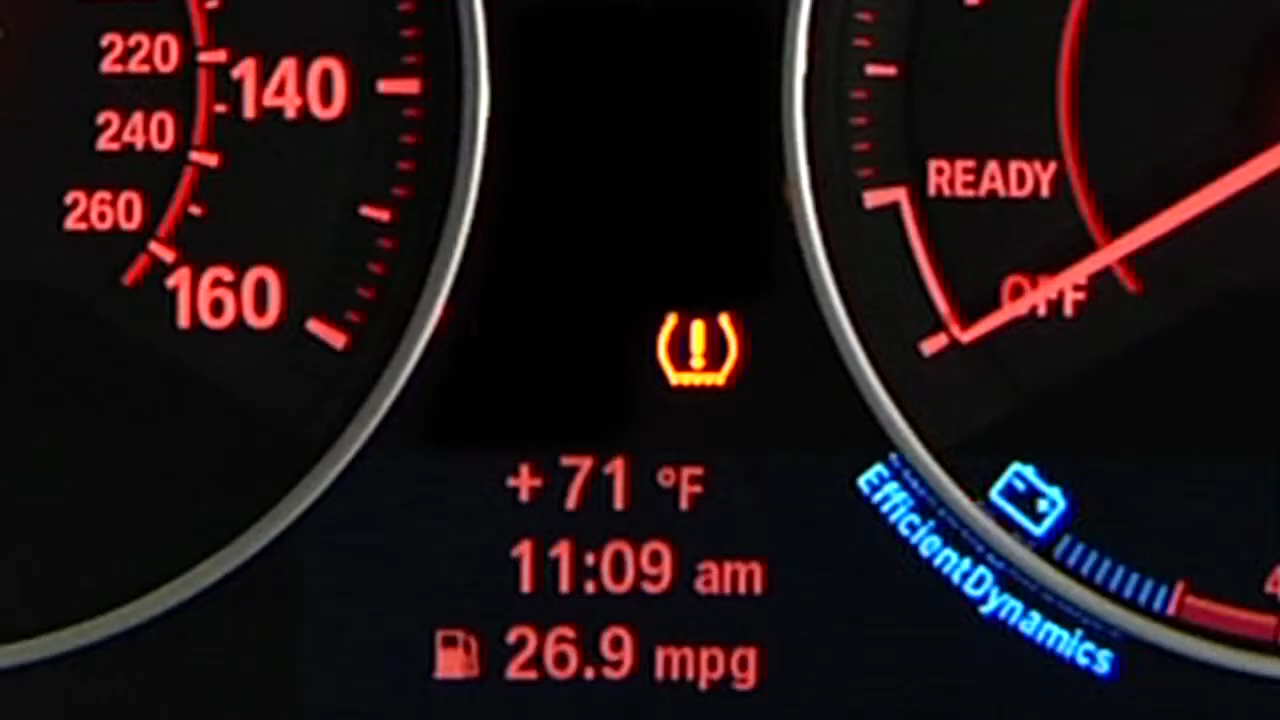 220
140
240
260
160
READY
OFF
+71 °F
11:09 am
26.9 mpg
EfficientDynamics